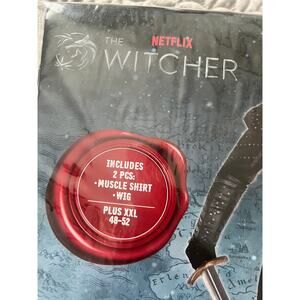 THE NETFLIX
WITCHER
INCLUDES
2 PCS:
•MUSCLE SHIRT
•WIG
PLUS XXL
48-52